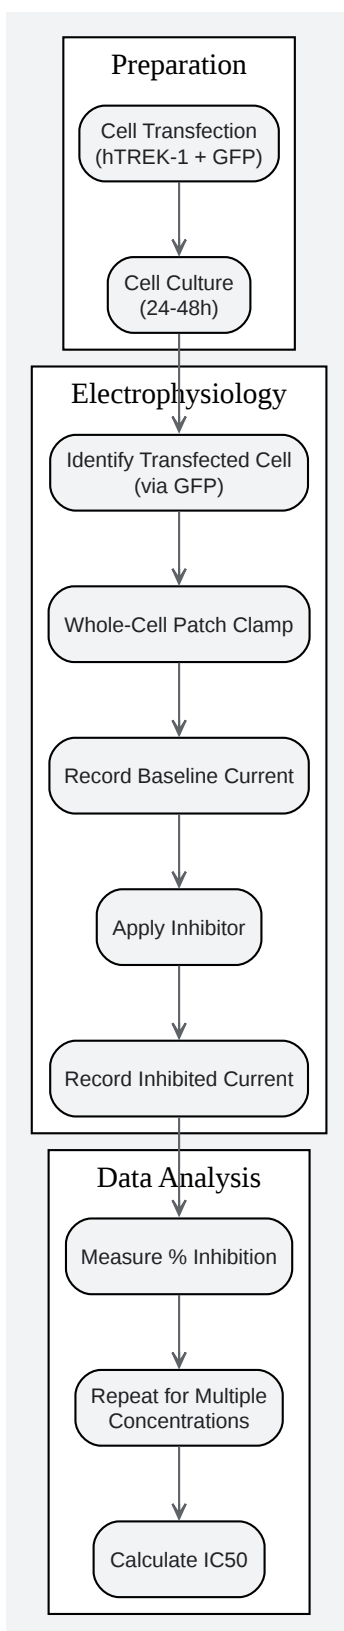 Preparation
Cell Transfection
(hTREK-1 + GFP)
Cell Culture
(24-48h)
Electrophysiology
Identify Transfected Cell
(via GFP)
Whole-Cell Patch Clamp
Record Baseline Current
Apply Inhibitor
Record Inhibited Current
Data Analysis
Measure % Inhibition
Repeat for Multiple
Concentrations
Calculate IC50